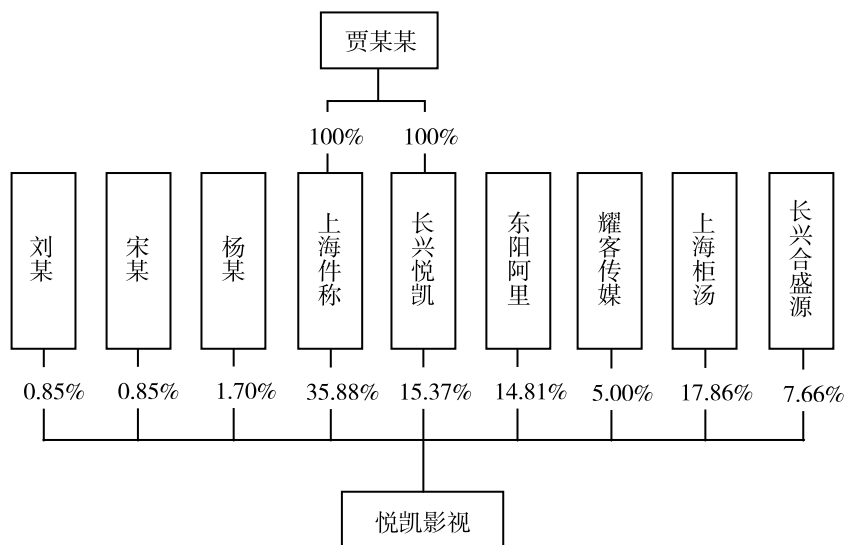 贾某某
100%
100%
刘某
宋某
杨某
上海件称
长兴悦凯
东阳阿里
耀客传媒
上海柜汤
长兴合盛源
0.85%
0.85%
1.70%
35.88%
15.37%
14.81%
5.00%
17.86%
7.66%
悦凯影视